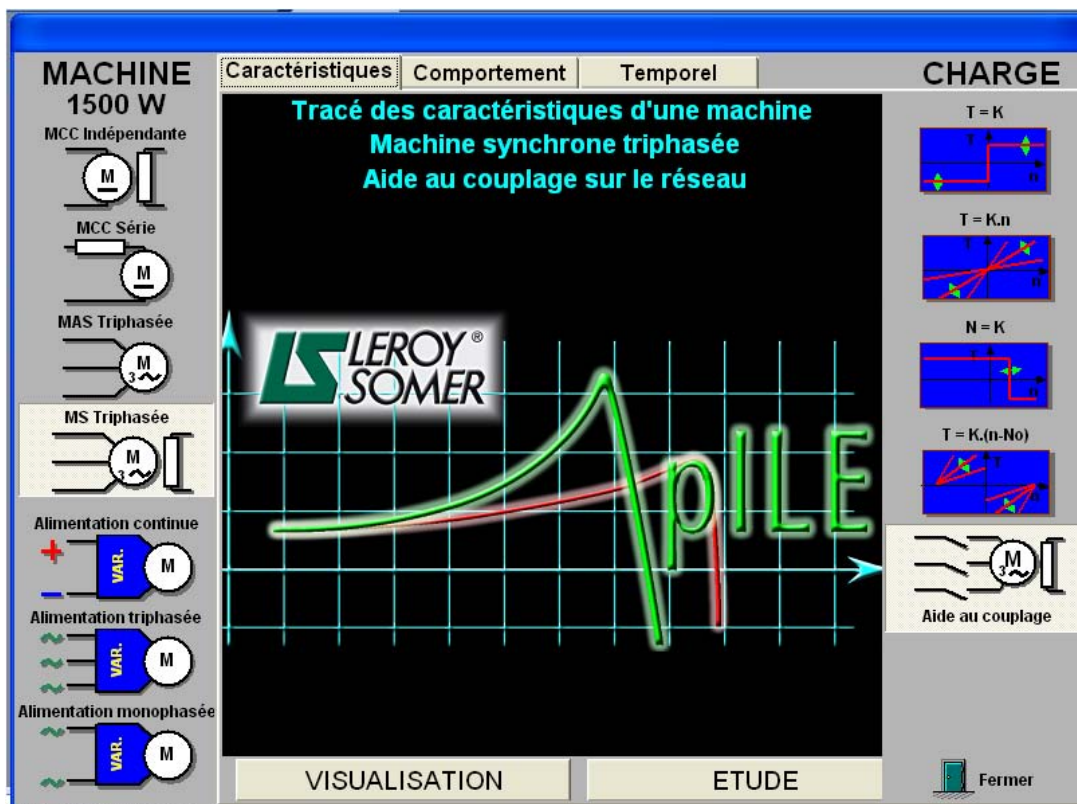 MACHINE
1500 W
MCC Indépendante
M
MCC Série
M
MAS Triphasée
M
3
MS Triphasée
M
3
Alimentation continue
VAR.
M
Alimentation triphasée
VAR.
M
Alimentation monophasée
VAR.
M
Caractéristiques
Comportement
Temporel
Tracé des caractéristiques d'une machine
Machine synchrone triphasée
Aide au couplage sur le réseau
LS LEROY®
SOMER
pILE
VISUALISATION
ETUDE
CHARGE
T = K
T
n
T = K.n
T
n
N = K
T
n
T = K.(n-No)
T
n
M
3
Aide au couplage
Fermer